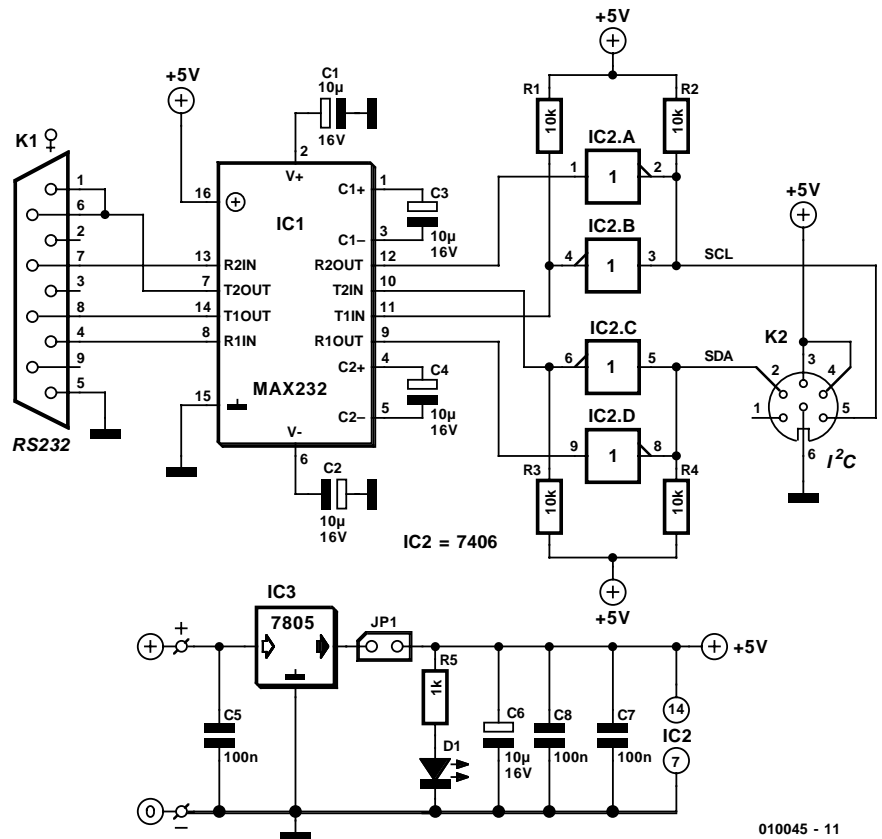 +5V
C1
10µ
16V
+5V
R1
10k
R2
10k
K1
1
6
2
7
3
8
4
9
5
RS232
16
2
V+
IC1
MAX232
C1+
1
C3
10µ
16V
C1–
3
13
R2IN
R2OUT
12
7
T2OUT
T2IN
10
14
T1OUT
T1IN
11
8
R1IN
R1OUT
9
C2+
4
C4
10µ
16V
C2–
5
15
V-
6
C2
10µ
16V
IC2.A
1
1
2
IC2.B
4
1
3
SCL
IC2.C
6
1
5
SDA
IC2.D
9
1
8
R3
10k
R4
10k
+5V
IC2 = 7406
+5V
K2
3
2
4
1
5
6
I²C
IC3
7805
JP1
+
+
R5
1k
+5V
C5
100n
D1
C6
10µ
16V
C8
100n
C7
100n
14
IC2
7
0
–
010045 - 11